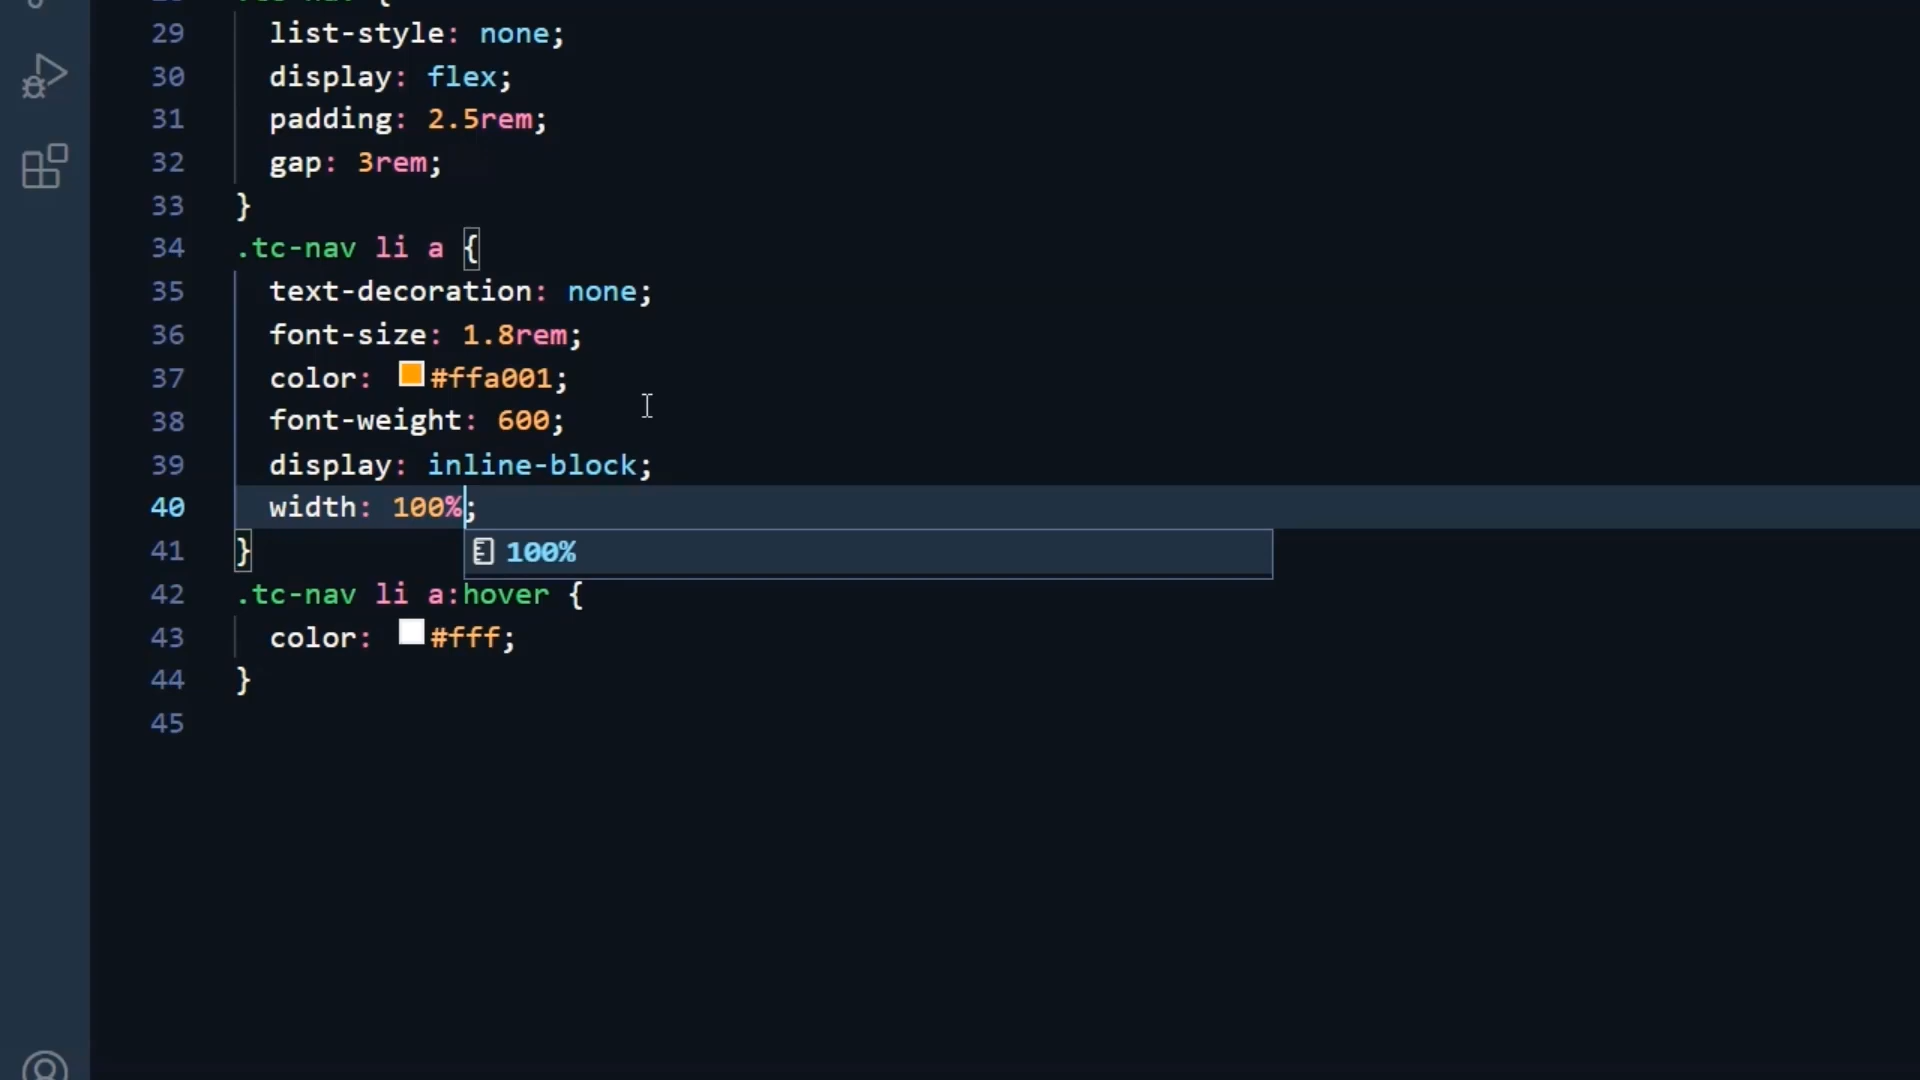 29 list-style: none;
30 display: flex;
31 padding: 2.5rem;
32 gap: 3rem;
33 }
34 .tc-nav li a {
35 text-decoration: none;
36 font-size: 1.8rem;
37 color: #ffa001;
38 font-weight: 600;
39 display: inline-block;
40 width: 100%;
100%
41 }
42 .tc-nav li a:hover {
43 color: #fff;
44 }
45